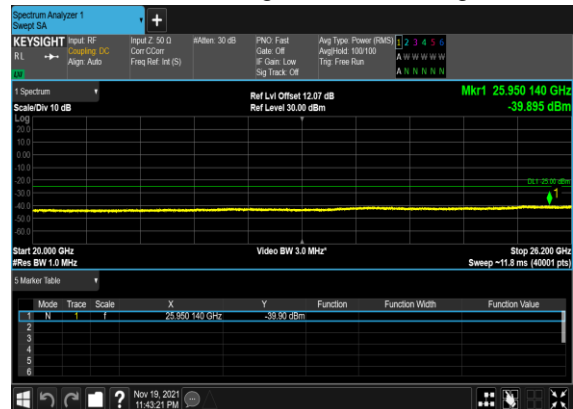 Spectrum Analyzer 1
Swept SA
+
KEYSIGHT Input: RF Input Z: 50 Ω #Atten: 30 dB PNO: Fast Avg Type: Power (RMS) 1 2 3 4 5 6
RL Coupling: DC Corr CCorr Gate: Off Avg|Hold: 100/100 A W W W W W
Align: Auto Freq Ref: Int (S) IF Gain: Low Trig: Free Run
LXI Sig Track: Off A N N N N N
1 Spectrum Ref Lvl Offset 12.07 dB Mkr1 25.950 140 GHz
Scale/Div 10 dB Ref Level 30.00 dBm -39.895 dBm
Log
20.0
10.0
0.00
-10.0
-20.0
DL1 -25.00 dBm
-30.0
1
-40.0
-50.0
-60.0
Start 20.000 GHz Video BW 3.0 MHz* Stop 26.200 GHz
#Res BW 1.0 MHz Sweep ~11.8 ms (40001 pts)
5 Marker Table
Mode Trace Scale X Y Function Function Width Function Value
1 N 1 f 25.950 140 GHz -39.90 dBm
2
3
4
5
6
? Nov 19, 2021
11:43:21 PM